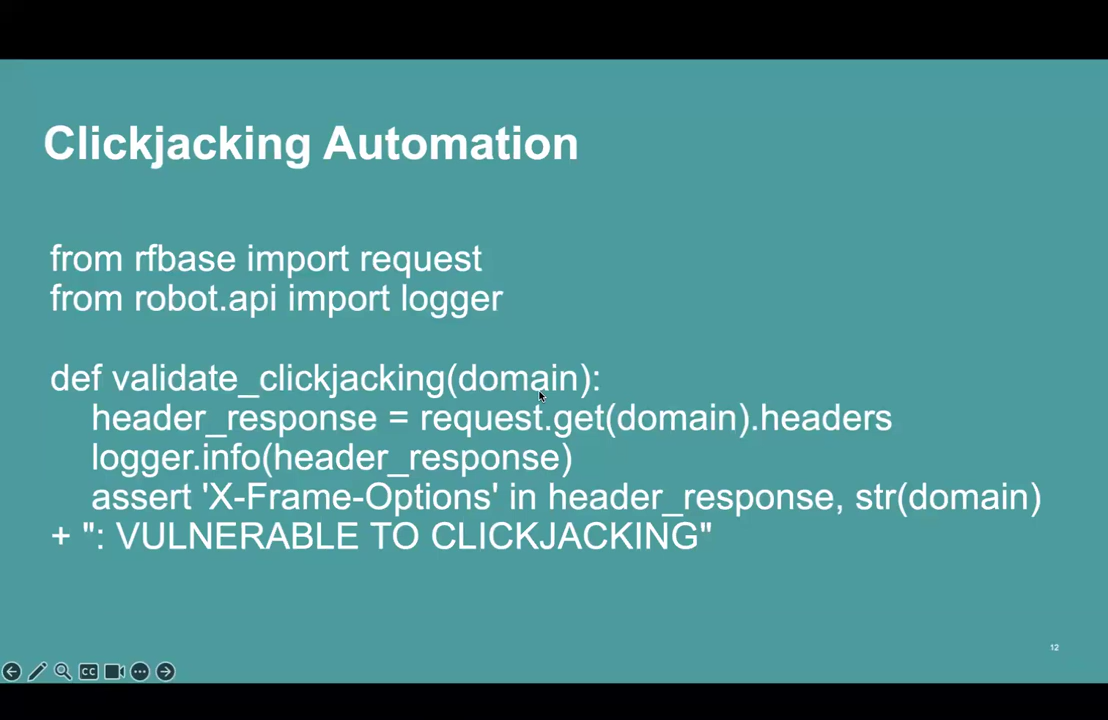 Clickjacking Automation
from rfbase import request
from robot.api import logger
def validate_clickjacking(domain):
header_response = request.get(domain).headers
logger.info(header_response)
assert 'X-Frame-Options' in header_response, str(domain)
+ ": VULNERABLE TO CLICKJACKING"
12
CC